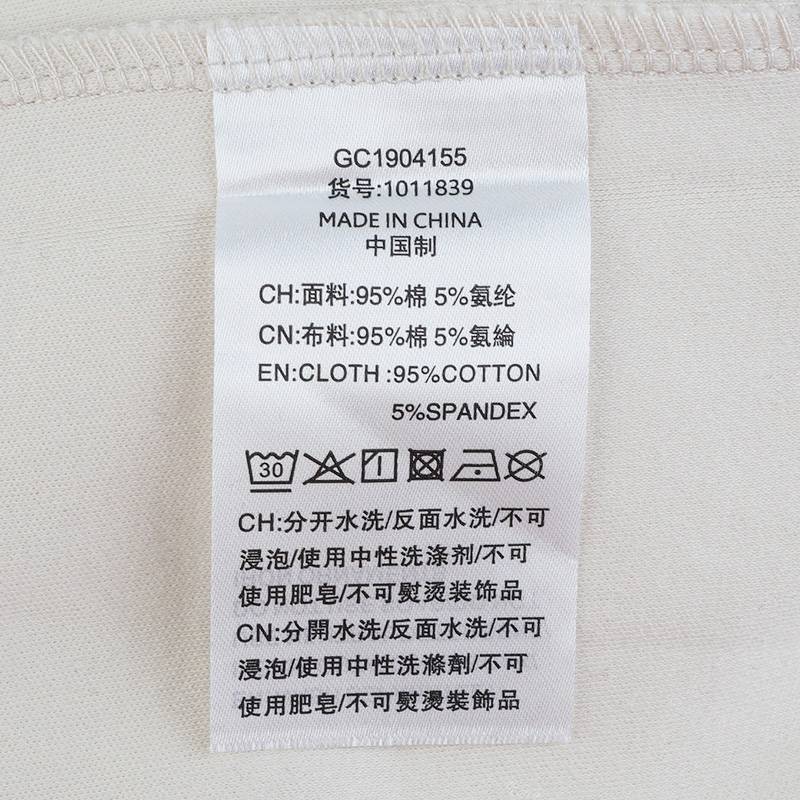 GC1904155
货号:1011839
MADE IN CHINA
中国制
CH:面料:95%棉 5%氨纶
CN:布料:95%棉 5%氨綸
EN:CLOTH :95%COTTON
5%SPANDEX
30
CH:分开水洗/反面水洗/不可
浸泡/使用中性洗涤剂/不可
使用肥皂/不可熨烫装饰品
CN:分開水洗/反面水洗/不可
浸泡/使用中性洗滌劑/不可
使用肥皂/不可熨燙裝飾品